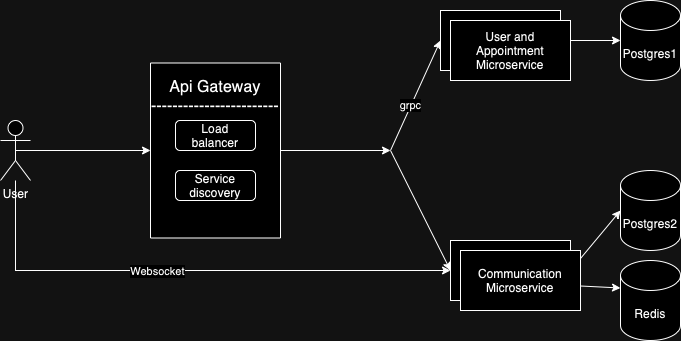 User
Api Gateway
Load
balancer
Service
discovery
grpc
Websocket
User and
Appointment
Microservice
Postgres1
Communication
Microservice
Postgres2
Redis